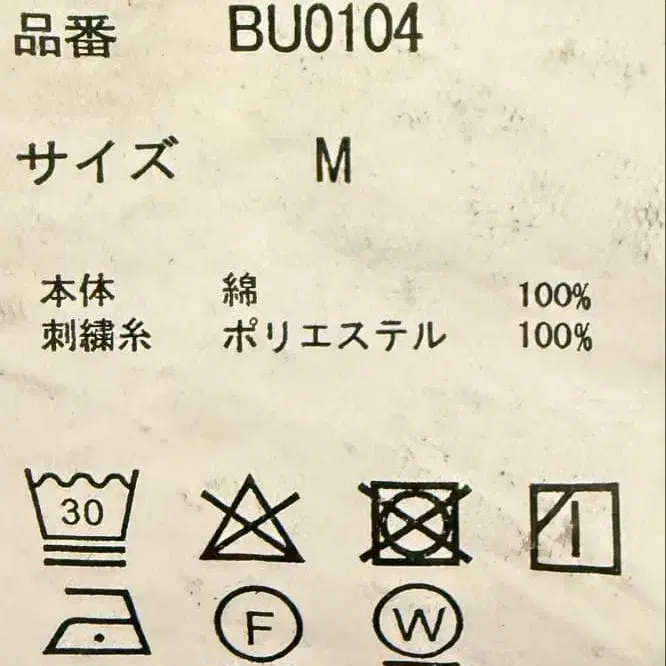 品番 BU0104
サイズ M
本体 綿 100%
刺繍糸 ポリエステル 100%
30
F W